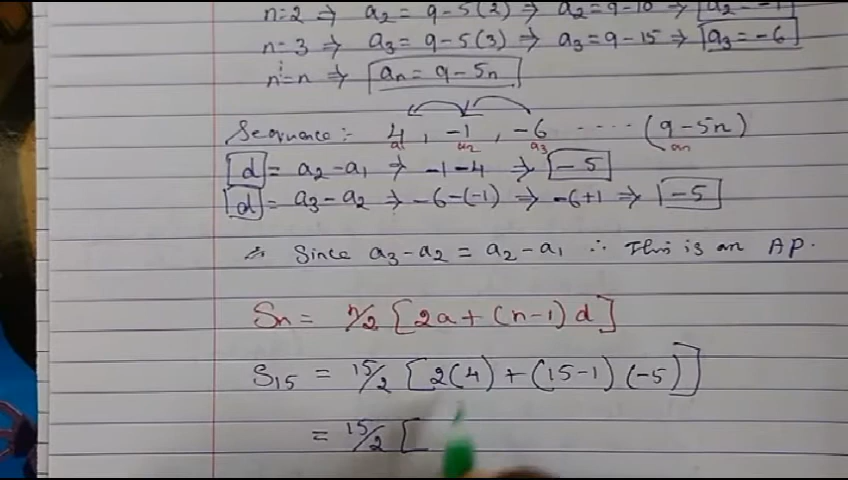 n=2 ⇒ a₂ = 9-5(2) ⇒ a₂ = 9-10 ⇒ a₂ = -1
n=3 ⇒ a₃ = 9-5(3) ⇒ a₃ = 9-15 ⇒ a₃ = -6
n=n ⇒ an = 9-5n
Sequence:- 4, -1, -6 ..... (9-5n)
a₁ a₂ a₃ an
d = a₂-a₁ ⇒ -1-4 ⇒ -5
d = a₃-a₂ ⇒ -6-(-1) ⇒ -6+1 ⇒ -5
Since a₃-a₂ = a₂-a₁ ∴ This is an AP.
Sn = n/2 [2a+(n-1)d]
S₁₅ = 15/2 [2(4)+(15-1)(-5)]
= 15/2 [